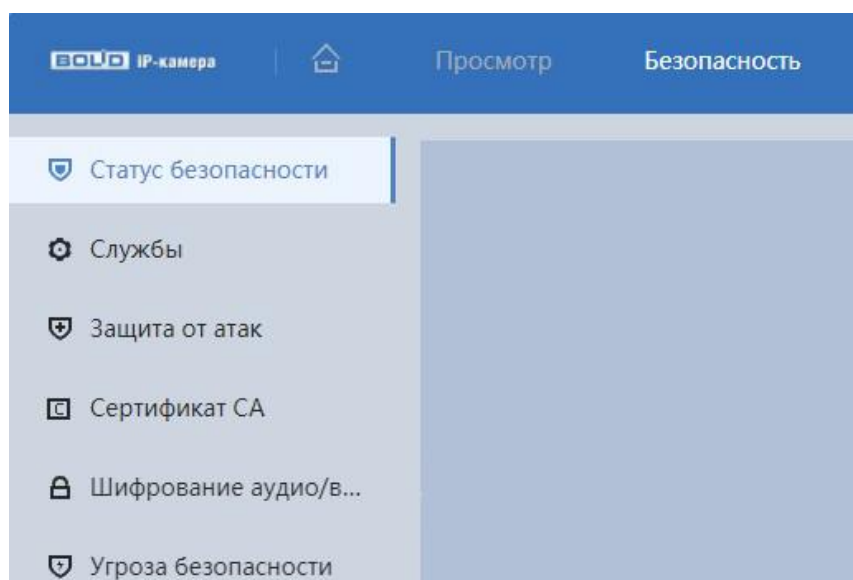 BOLID IP-камера
Просмотр
Безопасность
Статус безопасности
Службы
Защита от атак
Сертификат CA
Шифрование аудио/в...
Угроза безопасности